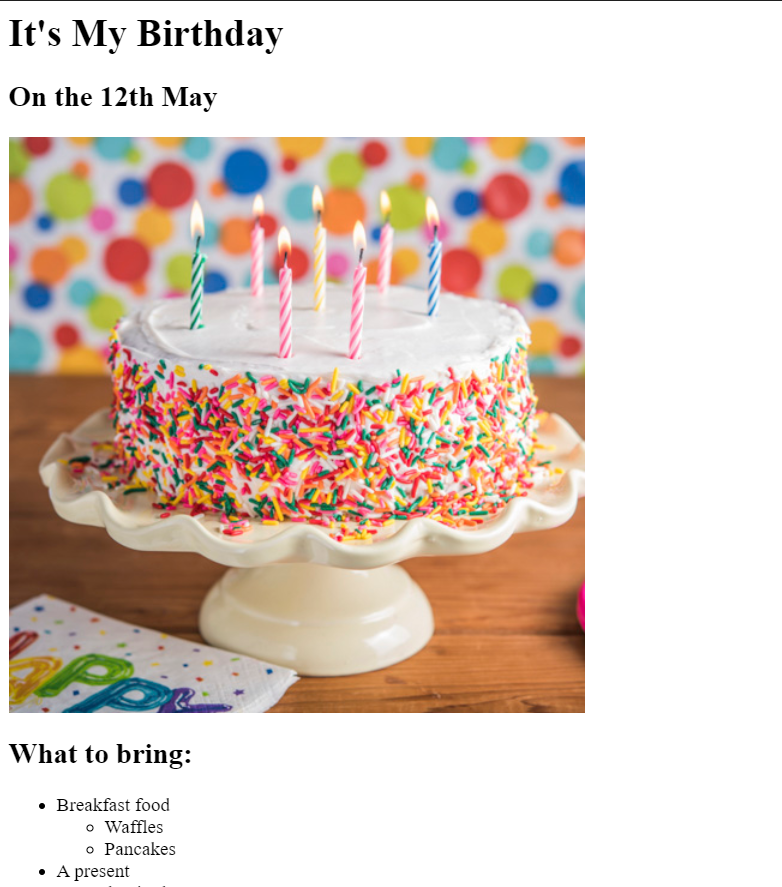 It's My Birthday
On the 12th May
What to bring:
Breakfast food
Waffles
Pancakes
A present